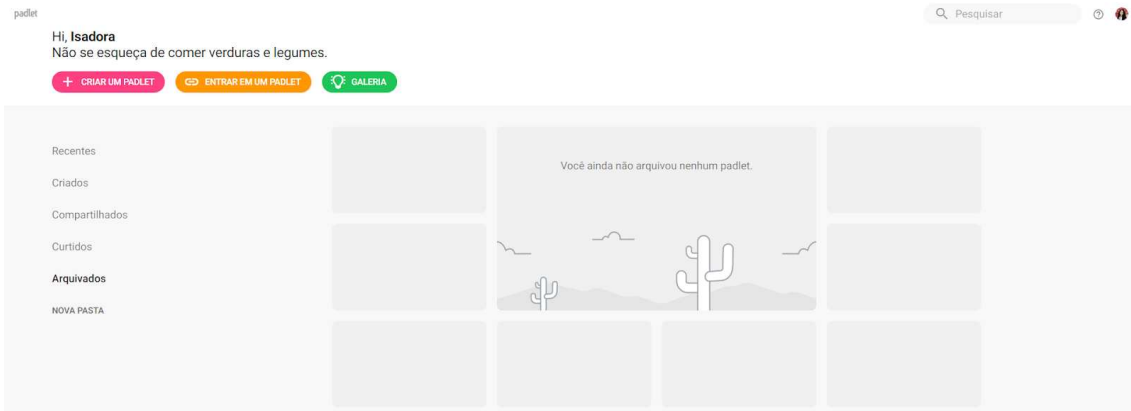 padlet
Pesquisar
Hi, Isadora
Não se esqueça de comer verduras e legumes.
CRIAR UM PADLET
ENTRAR EM UM PADLET
GALERIA
Recentes
Criados
Compartilhados
Curtidos
Arquivados
NOVA PASTA
Você ainda não arquivou nenhum padlet.